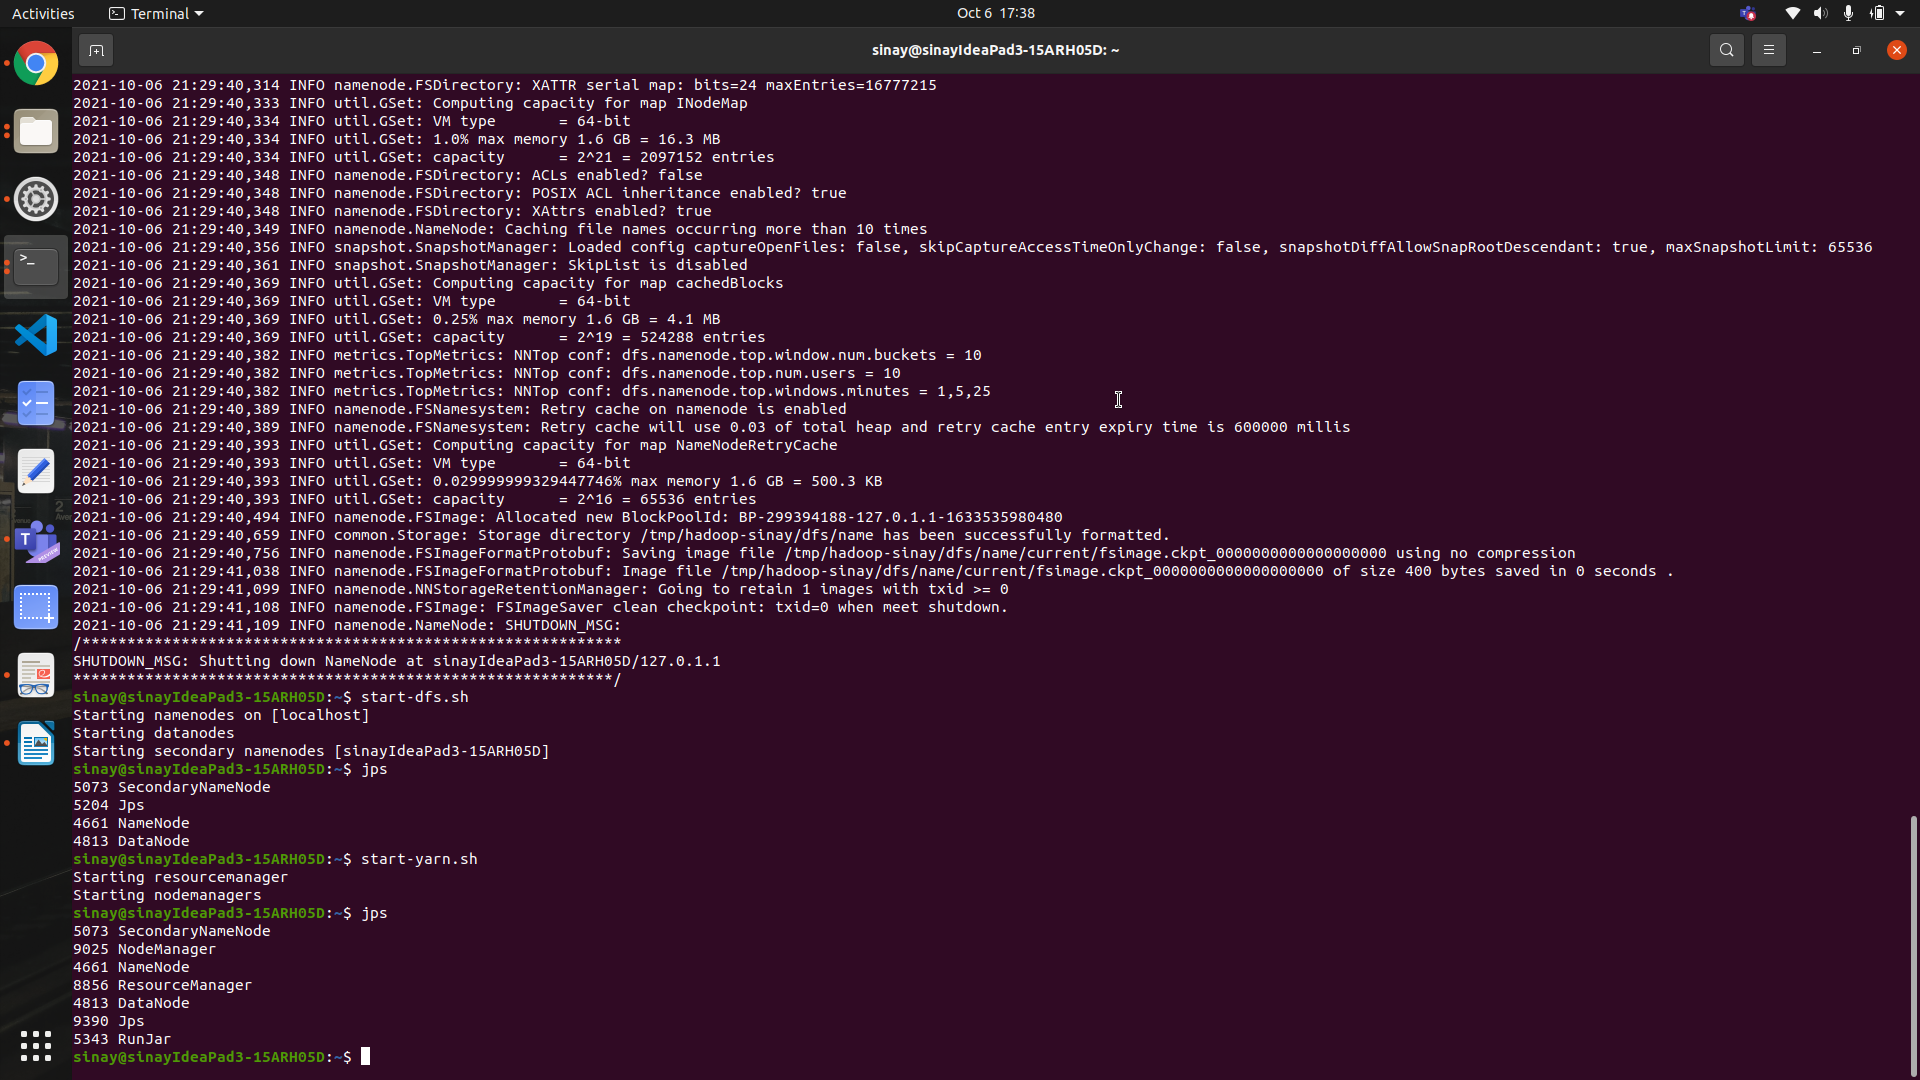 Activities
Terminal
Oct 6 17:38
sinay@sinayIdeaPad3-15ARH05D: ~
2021-10-06 21:29:40,314 INFO namenode.FSDirectory: XATTR serial map: bits=24 maxEntries=16777215
2021-10-06 21:29:40,333 INFO util.GSet: Computing capacity for map INodeMap
2021-10-06 21:29:40,334 INFO util.GSet: VM type       = 64-bit
2021-10-06 21:29:40,334 INFO util.GSet: 1.0% max memory 1.6 GB = 16.3 MB
2021-10-06 21:29:40,334 INFO util.GSet: capacity      = 2^21 = 2097152 entries
2021-10-06 21:29:40,348 INFO namenode.FSDirectory: ACLs enabled? false
2021-10-06 21:29:40,348 INFO namenode.FSDirectory: POSIX ACL inheritance enabled? true
2021-10-06 21:29:40,348 INFO namenode.FSDirectory: XAttrs enabled? true
2021-10-06 21:29:40,349 INFO namenode.NameNode: Caching file names occurring more than 10 times
2021-10-06 21:29:40,356 INFO snapshot.SnapshotManager: Loaded config captureOpenFiles: false, skipCaptureAccessTimeOnlyChange: false, snapshotDiffAllowSnapRootDescendant: true, maxSnapshotLimit: 65536
2021-10-06 21:29:40,361 INFO snapshot.SnapshotManager: SkipList is disabled
2021-10-06 21:29:40,369 INFO util.GSet: Computing capacity for map cachedBlocks
2021-10-06 21:29:40,369 INFO util.GSet: VM type       = 64-bit
2021-10-06 21:29:40,369 INFO util.GSet: 0.25% max memory 1.6 GB = 4.1 MB
2021-10-06 21:29:40,369 INFO util.GSet: capacity      = 2^19 = 524288 entries
2021-10-06 21:29:40,382 INFO metrics.TopMetrics: NNTop conf: dfs.namenode.top.window.num.buckets = 10
2021-10-06 21:29:40,382 INFO metrics.TopMetrics: NNTop conf: dfs.namenode.top.num.users = 10
2021-10-06 21:29:40,382 INFO metrics.TopMetrics: NNTop conf: dfs.namenode.top.windows.minutes = 1,5,25
2021-10-06 21:29:40,389 INFO namenode.FSNamesystem: Retry cache on namenode is enabled
2021-10-06 21:29:40,389 INFO namenode.FSNamesystem: Retry cache will use 0.03 of total heap and retry cache entry expiry time is 600000 millis
2021-10-06 21:29:40,393 INFO util.GSet: Computing capacity for map NameNodeRetryCache
2021-10-06 21:29:40,393 INFO util.GSet: VM type       = 64-bit
2021-10-06 21:29:40,393 INFO util.GSet: 0.029999999329447746% max memory 1.6 GB = 500.3 KB
2021-10-06 21:29:40,393 INFO util.GSet: capacity      = 2^16 = 65536 entries
2021-10-06 21:29:40,494 INFO namenode.FSImage: Allocated new BlockPoolId: BP-299394188-127.0.1.1-1633535980480
2021-10-06 21:29:40,659 INFO common.Storage: Storage directory /tmp/hadoop-sinay/dfs/name has been successfully formatted.
2021-10-06 21:29:40,756 INFO namenode.FSImageFormatProtobuf: Saving image file /tmp/hadoop-sinay/dfs/name/current/fsimage.ckpt_0000000000000000000 using no compression
2021-10-06 21:29:41,038 INFO namenode.FSImageFormatProtobuf: Image file /tmp/hadoop-sinay/dfs/name/current/fsimage.ckpt_0000000000000000000 of size 400 bytes saved in 0 seconds .
2021-10-06 21:29:41,099 INFO namenode.NNStorageRetentionManager: Going to retain 1 images with txid >= 0
2021-10-06 21:29:41,108 INFO namenode.FSImage: FSImageSaver clean checkpoint: txid=0 when meet shutdown.
2021-10-06 21:29:41,109 INFO namenode.NameNode: SHUTDOWN_MSG:
/************************************************************
SHUTDOWN_MSG: Shutting down NameNode at sinayIdeaPad3-15ARH05D/127.0.1.1
************************************************************/
sinay@sinayIdeaPad3-15ARH05D:~$ start-dfs.sh
Starting namenodes on [localhost]
Starting datanodes
Starting secondary namenodes [sinayIdeaPad3-15ARH05D]
sinay@sinayIdeaPad3-15ARH05D:~$ jps
5073 SecondaryNameNode
5204 Jps
4661 NameNode
4813 DataNode
sinay@sinayIdeaPad3-15ARH05D:~$ start-yarn.sh
Starting resourcemanager
Starting nodemanagers
sinay@sinayIdeaPad3-15ARH05D:~$ jps
5073 SecondaryNameNode
9025 NodeManager
4661 NameNode
8856 ResourceManager
4813 DataNode
9390 Jps
5343 RunJar
sinay@sinayIdeaPad3-15ARH05D:~$